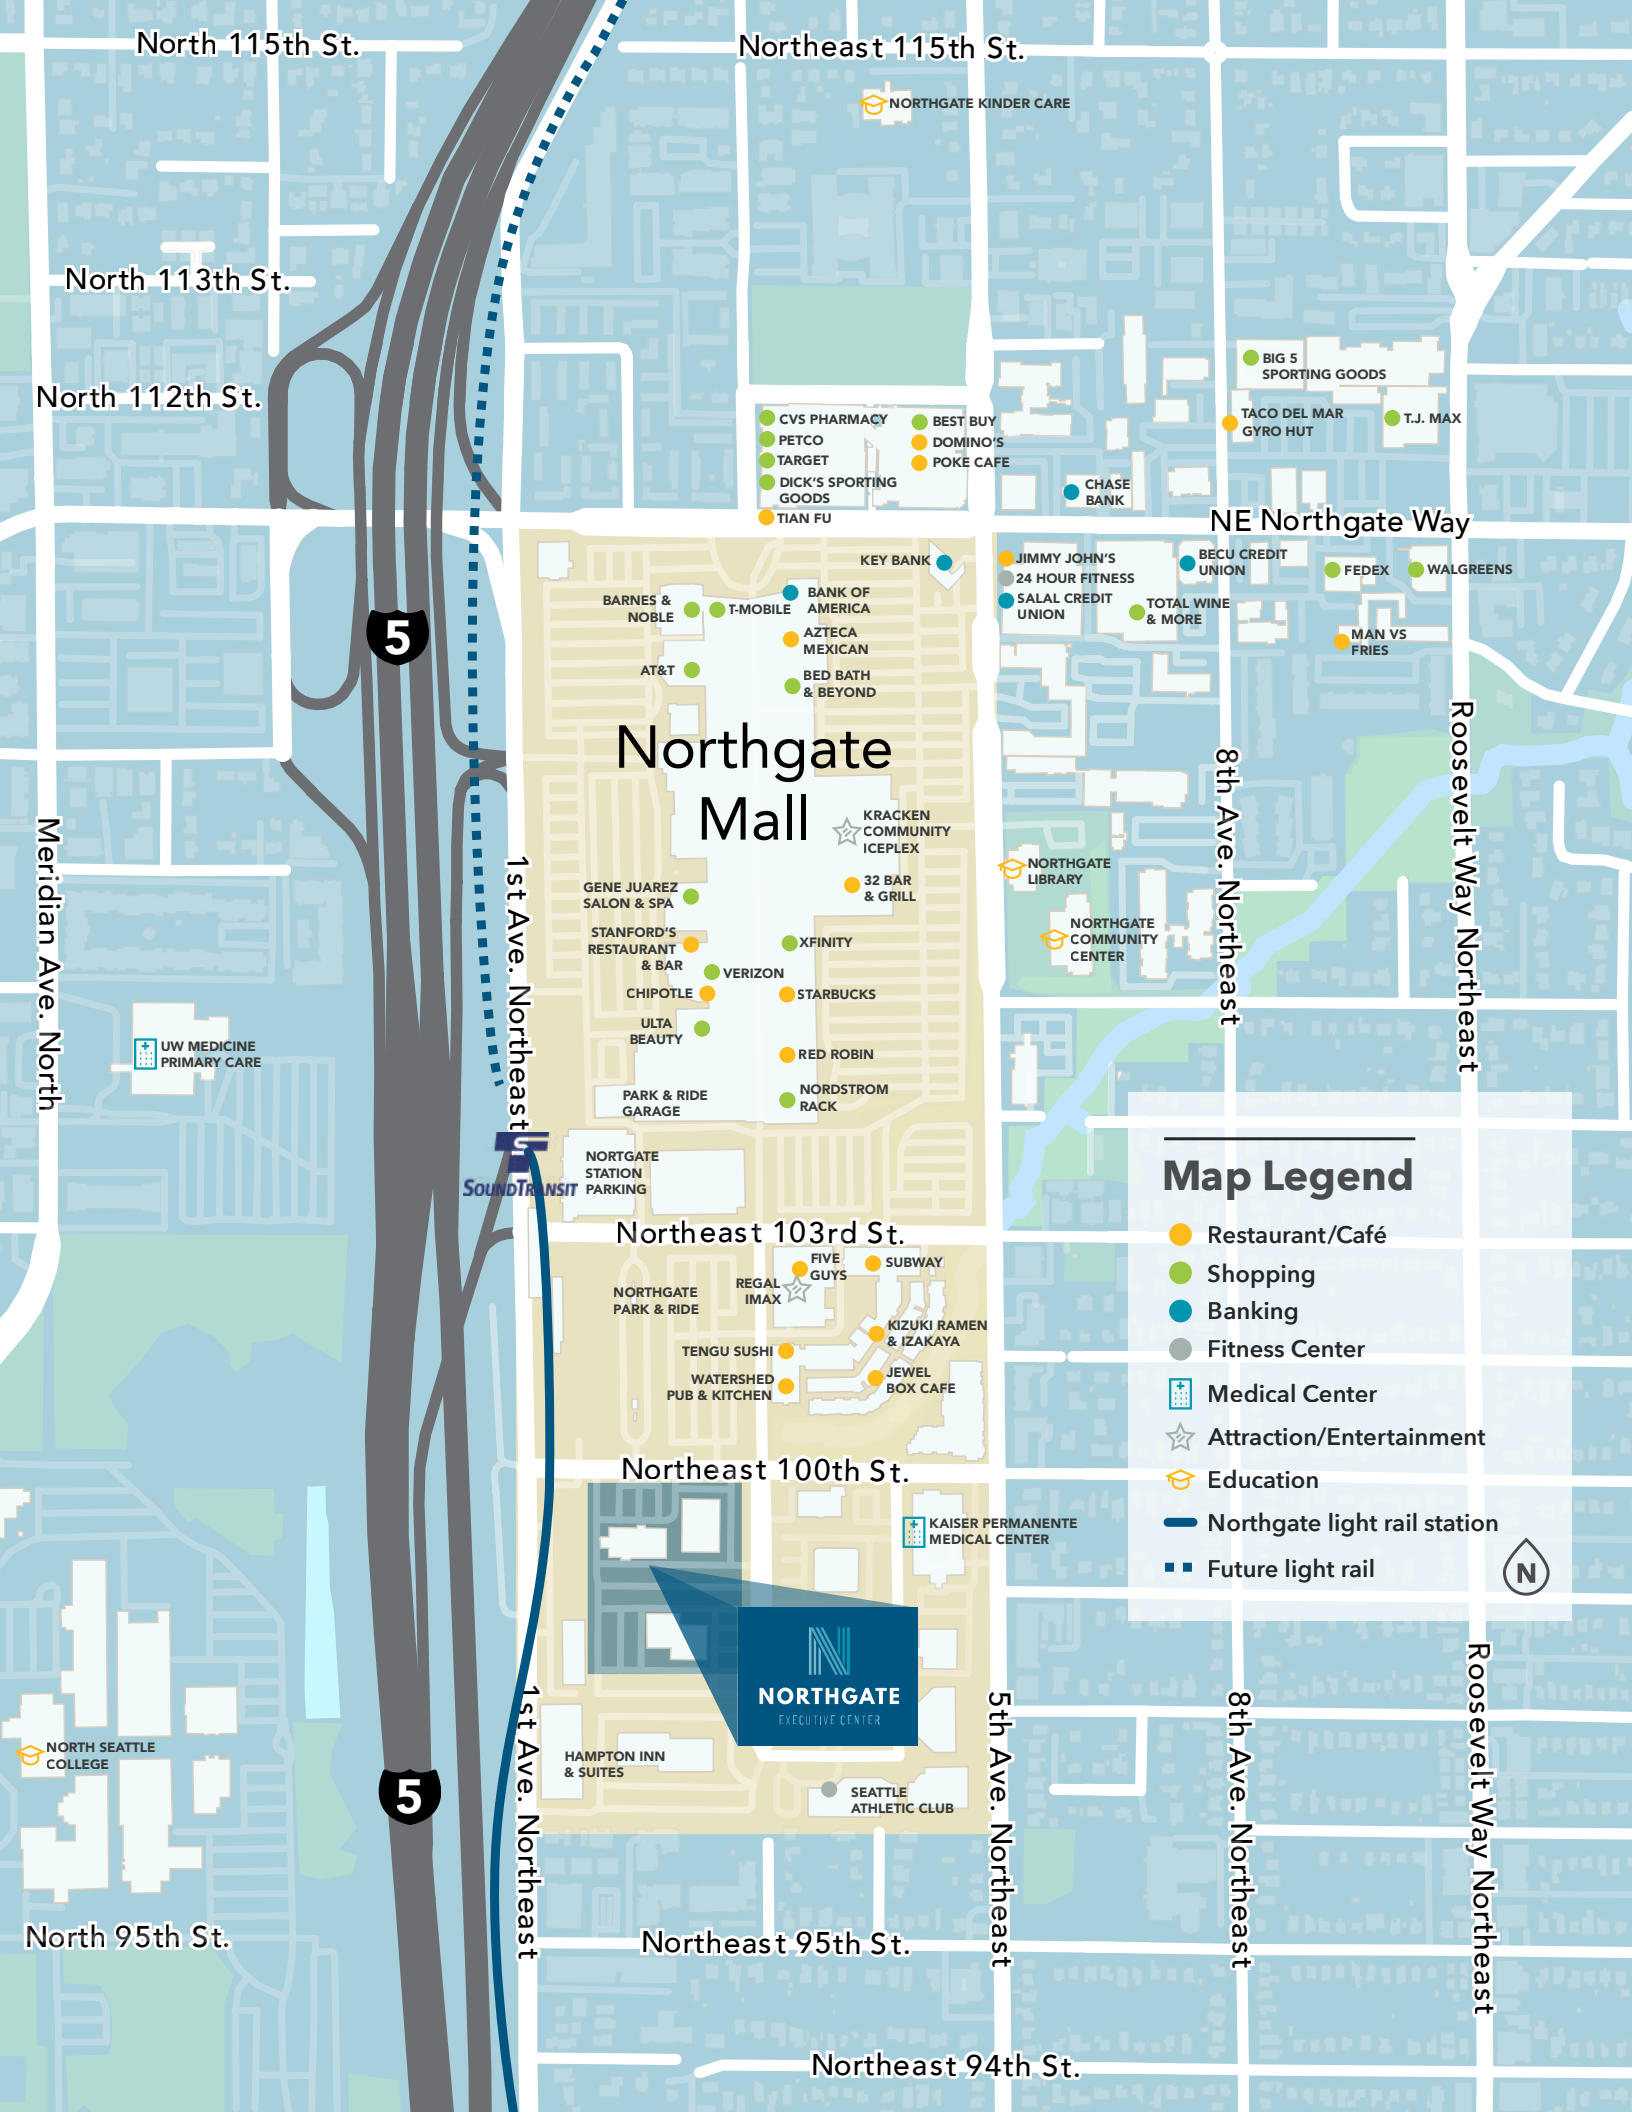 North 115th St.
Northeast 115th St.
NORTHGATE KINDER CARE
North 113th St.
North 112th St.
BIG 5
SPORTING GOODS
TACO DEL MAR
GYRO HUT
T.J. MAX
CVS PHARMACY
PETCO
TARGET
DICK'S SPORTING
GOODS
TIAN FU
BEST BUY
DOMINO'S
POKE CAFE
CHASE
BANK
NE Northgate Way
KEY BANK
JIMMY JOHN'S
24 HOUR FITNESS
SALAL CREDIT
UNION
BECU CREDIT
UNION
TOTAL WINE
& MORE
FEDEX
WALGREENS
MAN VS
FRIES
BARNES &
NOBLE
T-MOBILE
BANK OF
AMERICA
AZTECA
MEXICAN
AT&T
BED BATH
& BEYOND
5
Northgate
Mall
KRACKEN
COMMUNITY
ICEPLEX
32 BAR
& GRILL
GENE JUAREZ
SALON & SPA
STANFORD'S
RESTAURANT
& BAR
XFINITY
VERIZON
CHIPOTLE
STARBUCKS
ULTA
BEAUTY
RED ROBIN
NORDSTROM
RACK
PARK & RIDE
GARAGE
NORTHGATE
LIBRARY
NORTHGATE
COMMUNITY
CENTER
Meridian Ave. North
1st Ave. Northeast
8th Ave. Northeast
Roosevelt Way Northeast
UW MEDICINE
PRIMARY CARE
SOUNDTRANSIT
NORTGATE
STATION
PARKING
Northeast 103rd St.
FIVE
GUYS
SUBWAY
REGAL
IMAX
NORTHGATE
PARK & RIDE
KIZUKI RAMEN
& IZAKAYA
TENGU SUSHI
WATERSHED
PUB & KITCHEN
JEWEL
BOX CAFE
Northeast 100th St.
KAISER PERMANENTE
MEDICAL CENTER
NORTHGATE
EXECUTIVE CENTER
HAMPTON INN
& SUITES
SEATTLE
ATHLETIC CLUB
NORTH SEATTLE
COLLEGE
5
1st Ave. Northeast
5th Ave. Northeast
8th Ave. Northeast
Roosevelt Way Northeast
North 95th St.
Northeast 95th St.
Northeast 94th St.
Map Legend
Restaurant/Café
Shopping
Banking
Fitness Center
Medical Center
Attraction/Entertainment
Education
Northgate light rail station
Future light rail
N